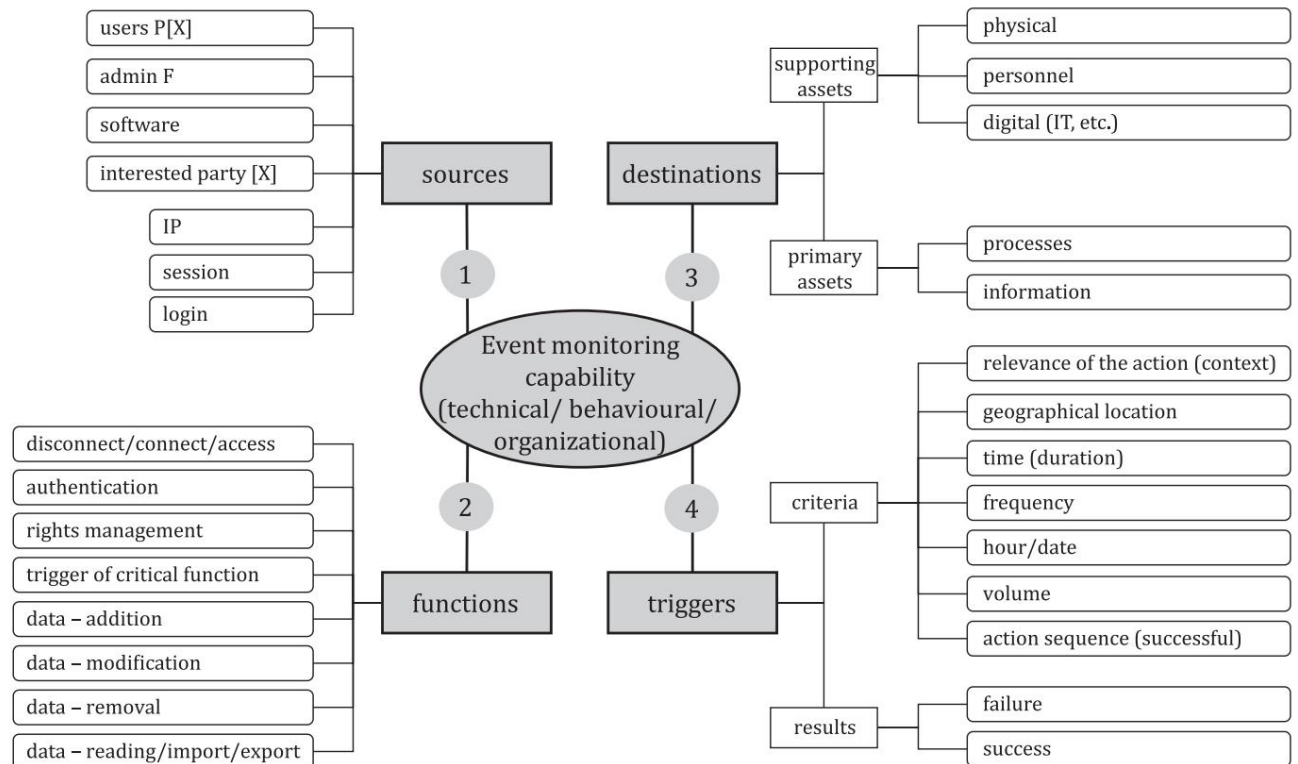 users P[X]
admin F
software
interested party [X]
IP
session
login
sources
1
destinations
3
supporting
assets
physical
personnel
digital (IT, etc.)
primary
assets
processes
information
Event monitoring
capability
(technical/ behavioural/
organizational)
2
functions
disconnect/connect/access
authentication
rights management
trigger of critical function
data – addition
data – modification
data – removal
data – reading/import/export
4
triggers
criteria
relevance of the action (context)
geographical location
time (duration)
frequency
hour/date
volume
action sequence (successful)
results
failure
success